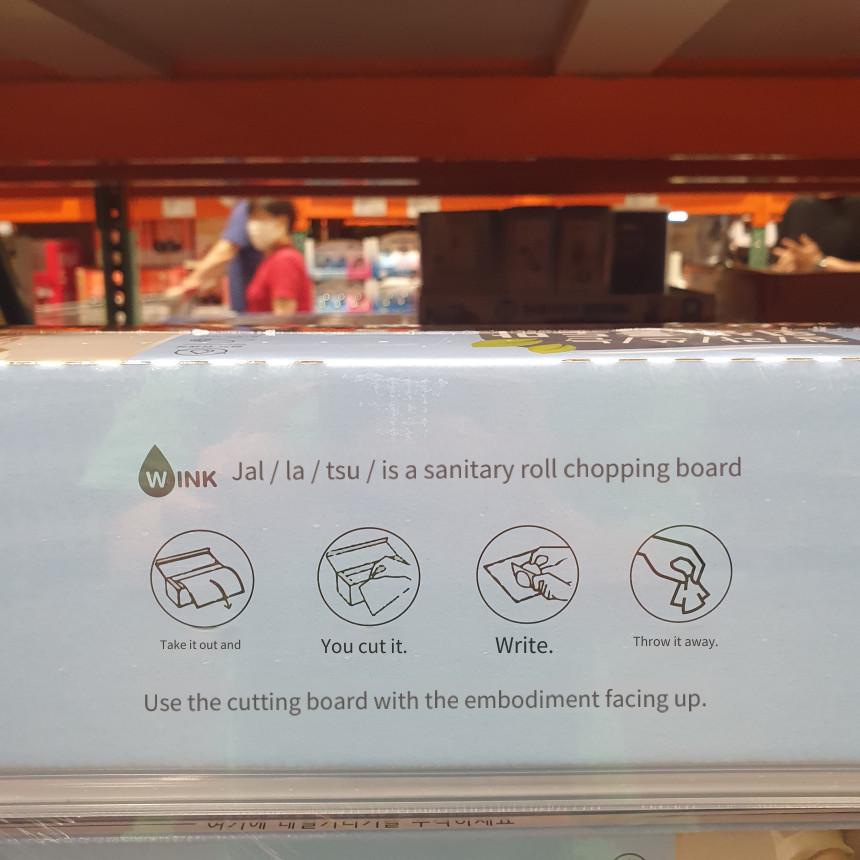 WINK Jal / la / tsu / is a sanitary roll chopping board
Take it out and
You cut it.
Write.
Throw it away.
Use the cutting board with the embodiment facing up.